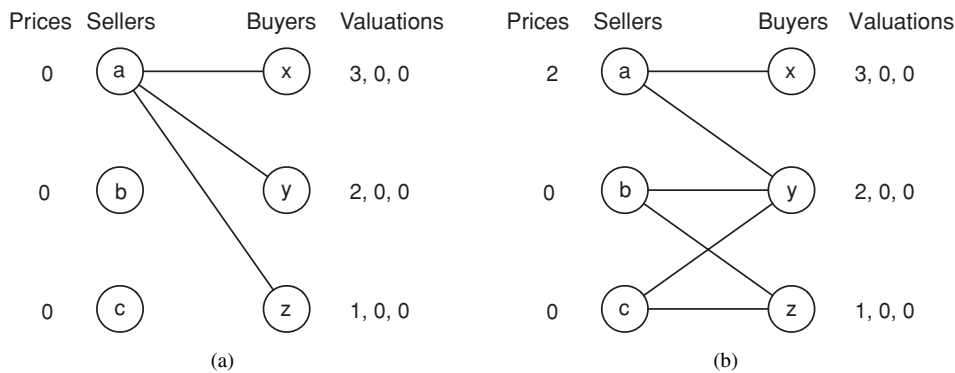 Prices Sellers Buyers Valuations Prices Sellers Buyers Valuations
0 a x 3, 0, 0 2 a x 3, 0, 0
0 b y 2, 0, 0 0 b y 2, 0, 0
0 c z 1, 0, 0 0 c z 1, 0, 0
(a) (b)